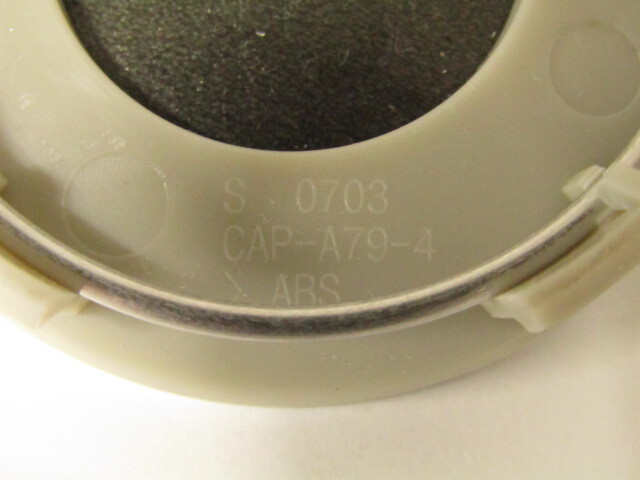 S 0703
CAP-A79-4
> ABS <